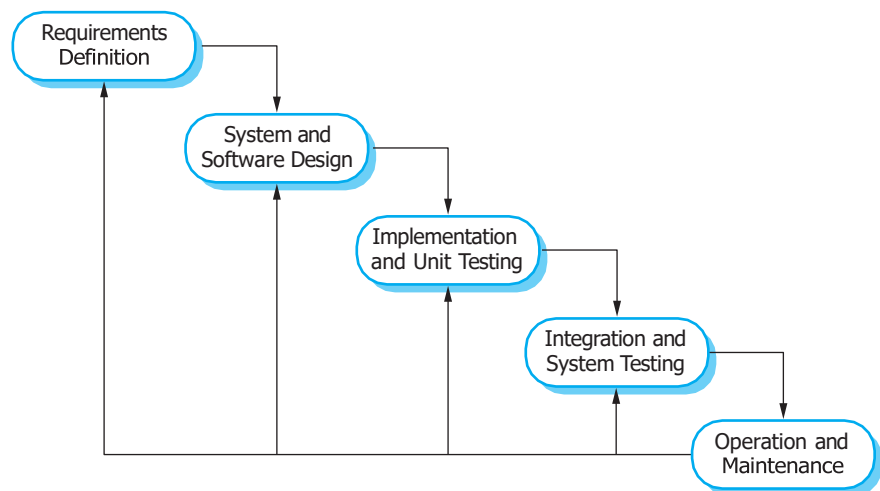 Requirements
Definition
System and
Software Design
Implementation
and Unit Testing
Integration and
System Testing
Operation and
Maintenance